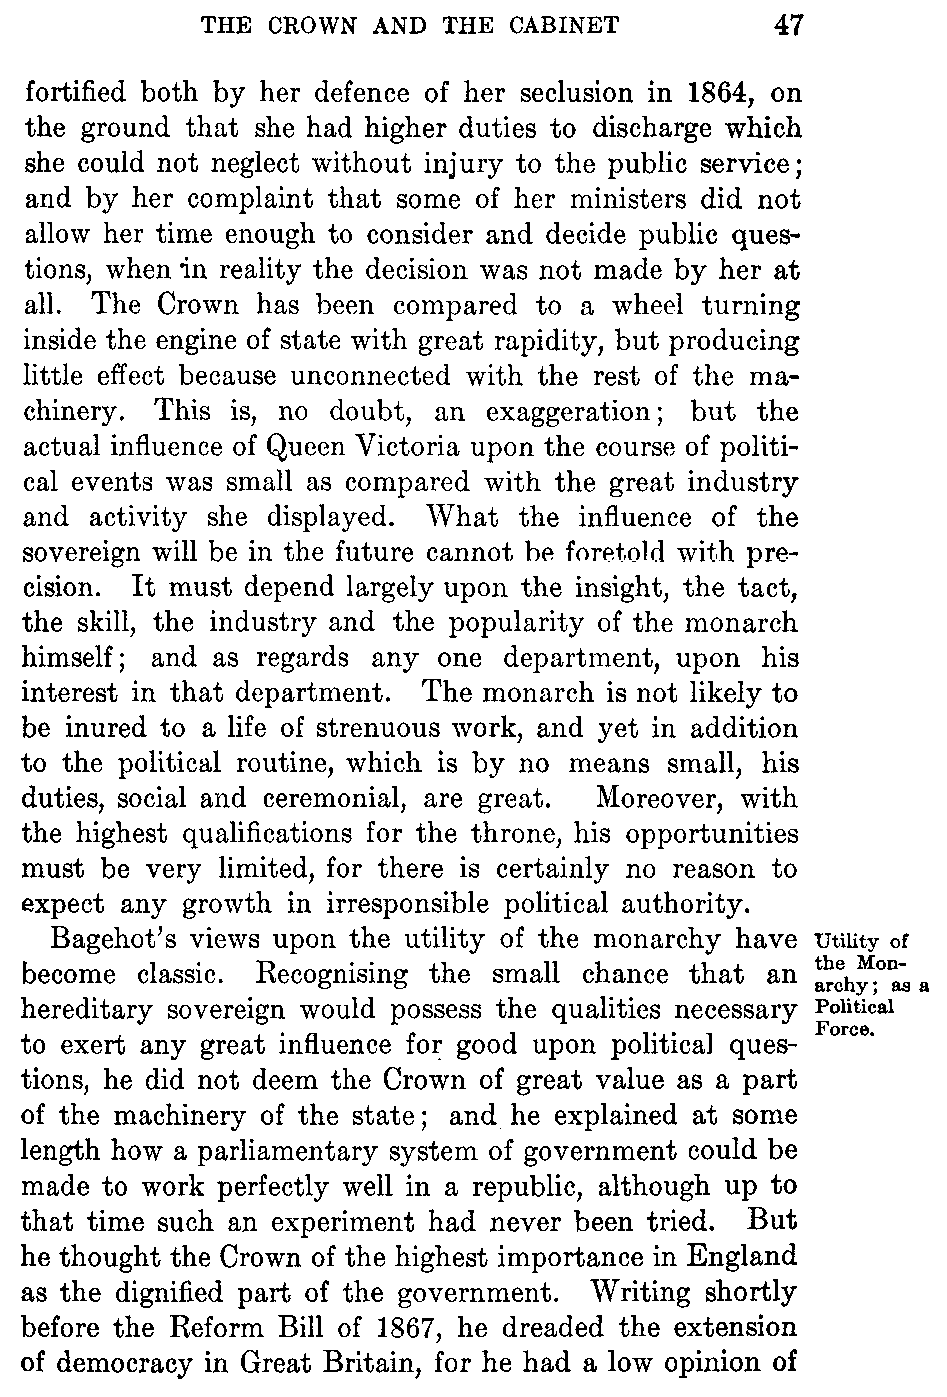 THE CROWN AND THE CABINET 47
fortified both by her defence of her seclusion in 1864, on
the ground that she had higher duties to discharge which
she could not neglect without injury to the public service;
and by her complaint that some of her ministers did not
allow her time enough to consider and decide public ques-
tions, when in reality the decision was not made by her at
all. The Crown has been compared to a wheel turning
inside the engine of state with great rapidity, but producing
little effect because unconnected with the rest of the ma-
chinery. This is, no doubt, an exaggeration; but the
actual influence of Queen Victoria upon the course of politi-
cal events was small as compared with the great industry
and activity she displayed. What the influence of the
sovereign will be in the future cannot be foretold with pre-
cision. It must depend largely upon the insight, the tact,
the skill, the industry and the popularity of the monarch
himself; and as regards any one department, upon his
interest in that department. The monarch is not likely to
be inured to a life of strenuous work, and yet in addition
to the political routine, which is by no means small, his
duties, social and ceremonial, are great. Moreover, with
the highest qualifications for the throne, his opportunities
must be very limited, for there is certainly no reason to
expect any growth in irresponsible political authority.
Bagehot's views upon the utility of the monarchy have
become classic. Recognising the small chance that an
hereditary sovereign would possess the qualities necessary
to exert any great influence for good upon political ques-
tions, he did not deem the Crown of great value as a part
of the machinery of the state; and he explained at some
length how a parliamentary system of government could be
made to work perfectly well in a republic, although up to
that time such an experiment had never been tried. But
he thought the Crown of the highest importance in England
as the dignified part of the government. Writing shortly
before the Reform Bill of 1867, he dreaded the extension
of democracy in Great Britain, for he had a low opinion of
Utility of
the Mon-
archy; as a
Political
Force.